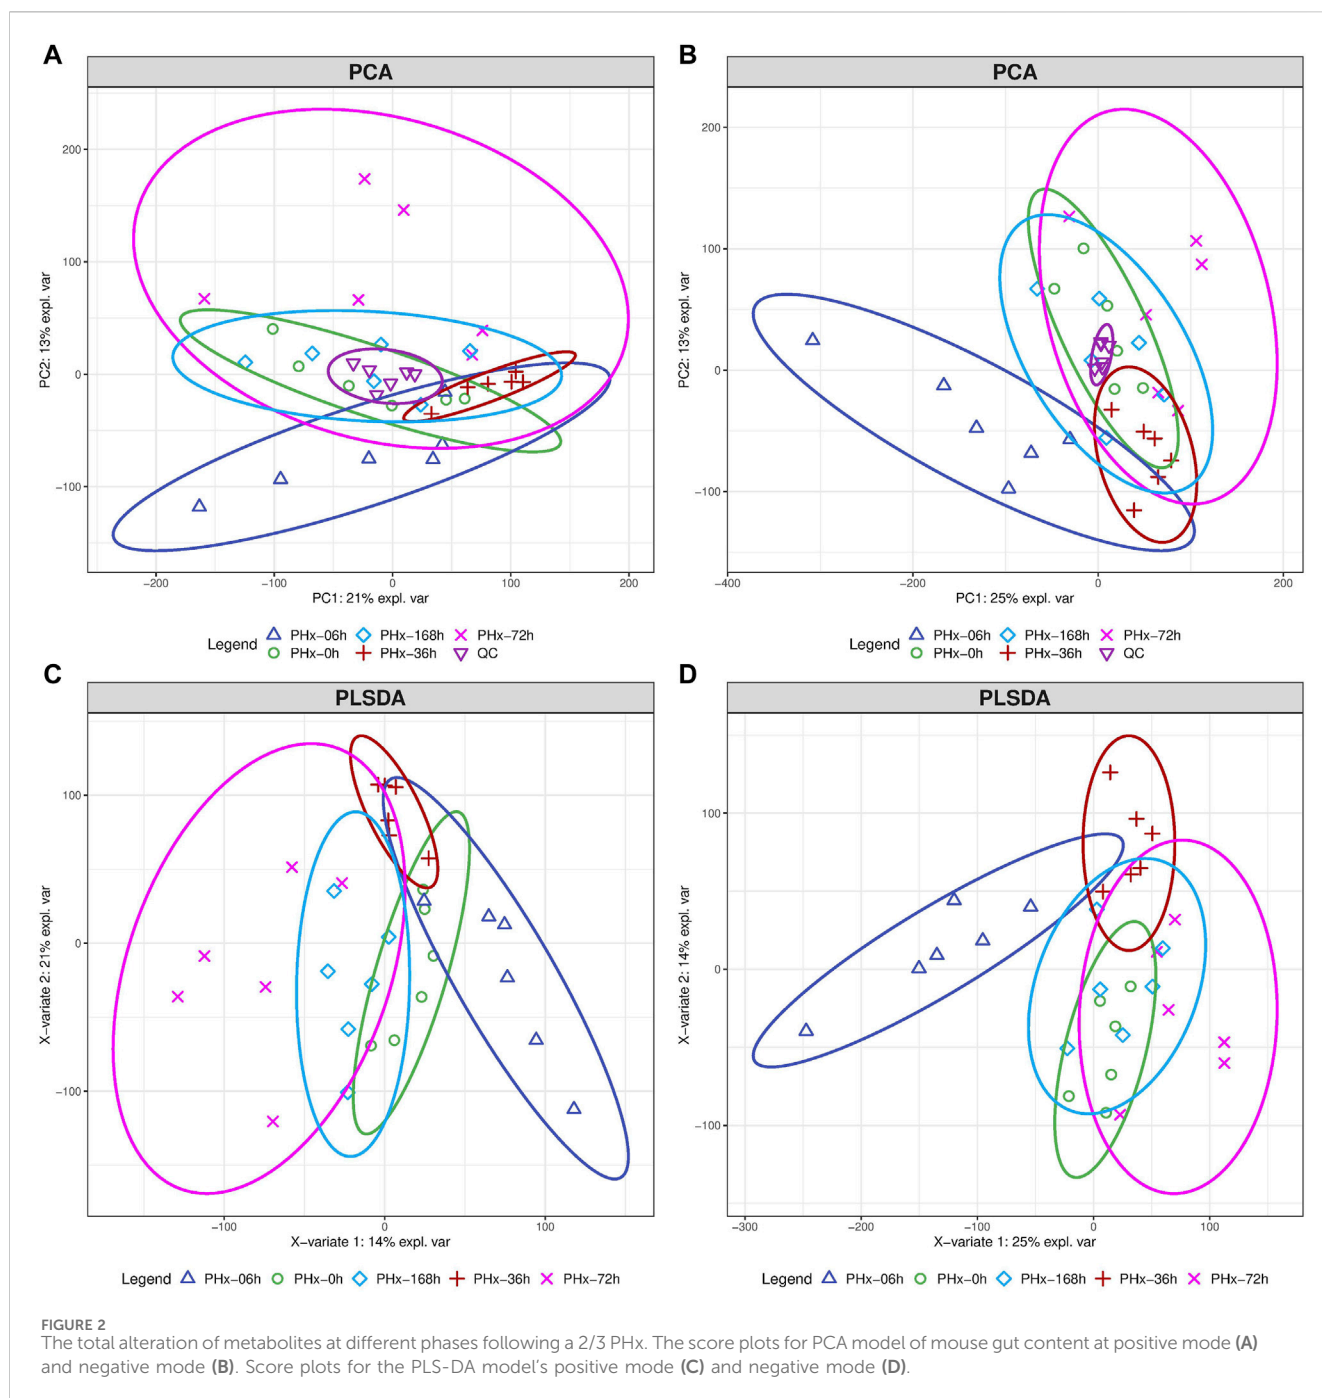 A
PCA
200
100
0
−100
−200
−100
0
100
200
PC2: 13% expl. var
PC1: 21% expl. var
Legend
PHx−06h
PHx−168h
PHx−72h
PHx−0h
PHx−36h
QC
B
PCA
200
100
0
−100
−400
−200
0
200
PC2: 13% expl. var
PC1: 25% expl. var
Legend
PHx−06h
PHx−168h
PHx−72h
PHx−0h
PHx−36h
QC
C
PLSDA
100
0
−100
−100
0
100
X−variate 2: 21% expl. var
X−variate 1: 14% expl. var
Legend PHx−06h PHx−0h PHx−168h PHx−36h PHx−72h
D
PLSDA
100
0
−100
−300
−200
−100
0
100
X−variate 2: 14% expl. var
X−variate 1: 25% expl. var
Legend PHx−06h PHx−0h PHx−168h PHx−36h PHx−72h
FIGURE 2
The total alteration of metabolites at different phases following a 2/3 PHx. The score plots for PCA model of mouse gut content at positive mode (A)
and negative mode (B). Score plots for the PLS-DA model's positive mode (C) and negative mode (D).